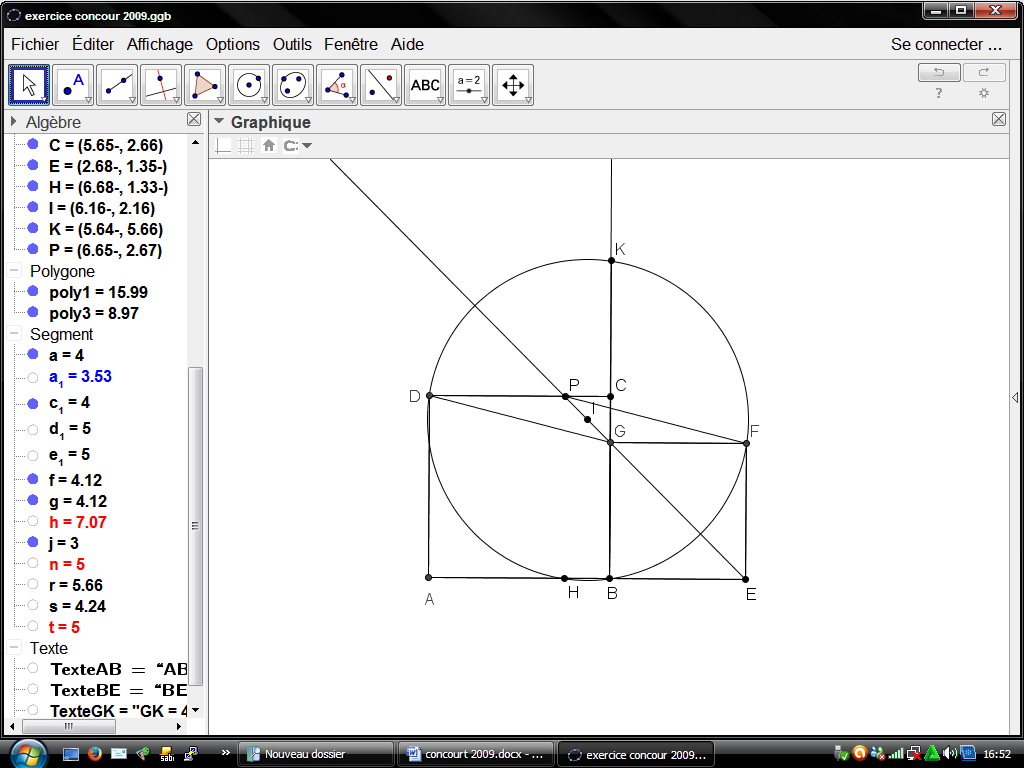 exercice concour 2009.ggb
Fichier Éditer Affichage Options Outils Fenêtre Aide Se connecter ...
A ABC a=2 α ?
Algèbre
Graphique
C = (5.65-, 2.66)
E = (2.68-, 1.35-)
H = (6.68-, 1.33-)
I = (6.16-, 2.16)
K = (5.64-, 5.66)
P = (6.65-, 2.67)
Polygone
poly1 = 15.99
poly3 = 8.97
Segment
a = 4
a₁ = 3.53
c₁ = 4
d₁ = 5
e₁ = 5
f = 4.12
g = 4.12
h = 7.07
j = 3
n = 5
r = 5.66
s = 4.24
t = 5
Texte
TexteAB = “AB
TexteBE = “BE
TexteGK = "GK = 4
K
D P C
I
G F
A H B E
Nouveau dossier
concourt 2009.docx - ...
exercice concour 2009...
16:52